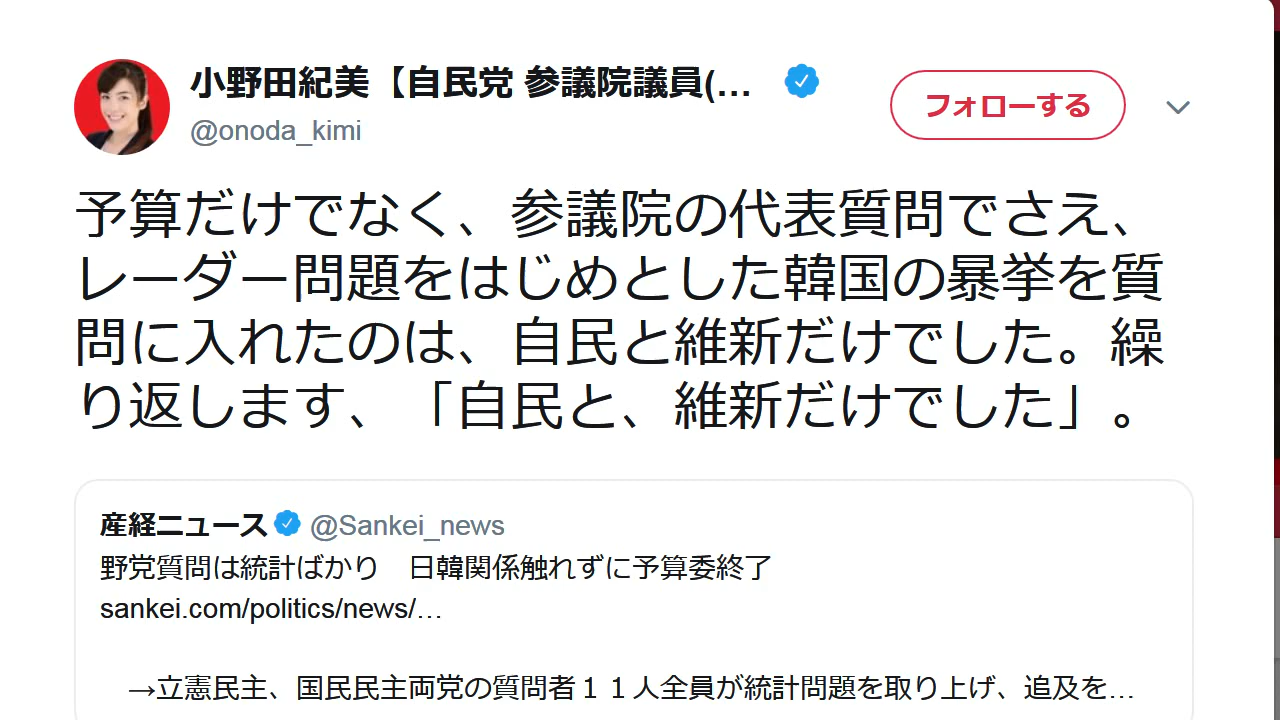 小野田紀美【自民党 参議院議員(...
@onoda_kimi
フォローする
予算だけでなく、参議院の代表質問でさえ、
レーダー問題をはじめとした韓国の暴挙を質
問に入れたのは、自民と維新だけでした。繰
り返します、「自民と、維新だけでした」。
産経ニュース @Sankei_news
野党質問は統計ばかり　日韓関係触れずに予算委終了
sankei.com/politics/news/…
→立憲民主、国民民主両党の質問者１１人全員が統計問題を取り上げ、追及を…